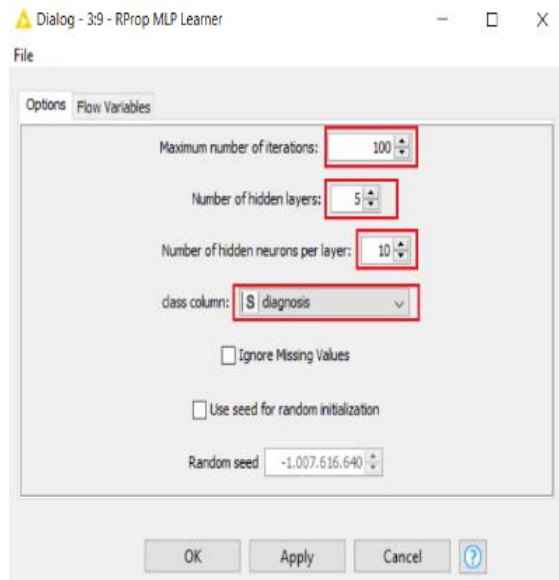 Dialog - 3:9 - RProp MLP Learner
File
Options Flow Variables
Maximum number of iterations: 100
Number of hidden layers: 5
Number of hidden neurons per layer: 10
class column: S diagnosis
Ignore Missing Values
Use seed for random initialization
Random seed -1.007.616.640
OK Apply Cancel ?